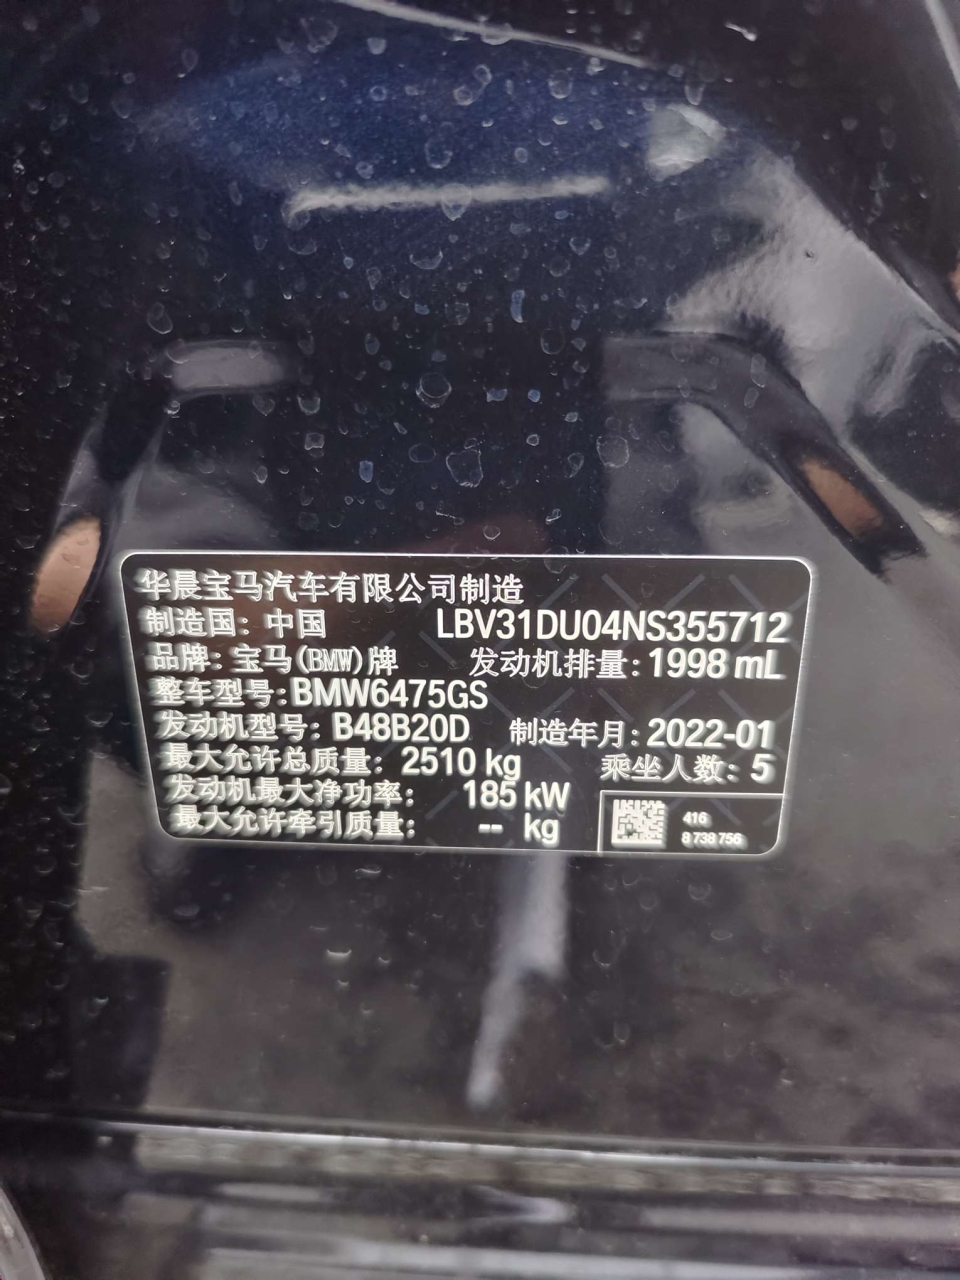 华晨宝马汽车有限公司制造
制造国：中国 LBV31DU04NS355712
品牌：宝马(BMW)牌 发动机排量：1998 mL
整车型号：BMW6475GS
发动机型号：B48B20D 制造年月：2022-01
最大允许总质量：2510 kg 乘坐人数：5
发动机最大净功率：185 kW
最大允许牵引质量：-- kg
416
8 738 756